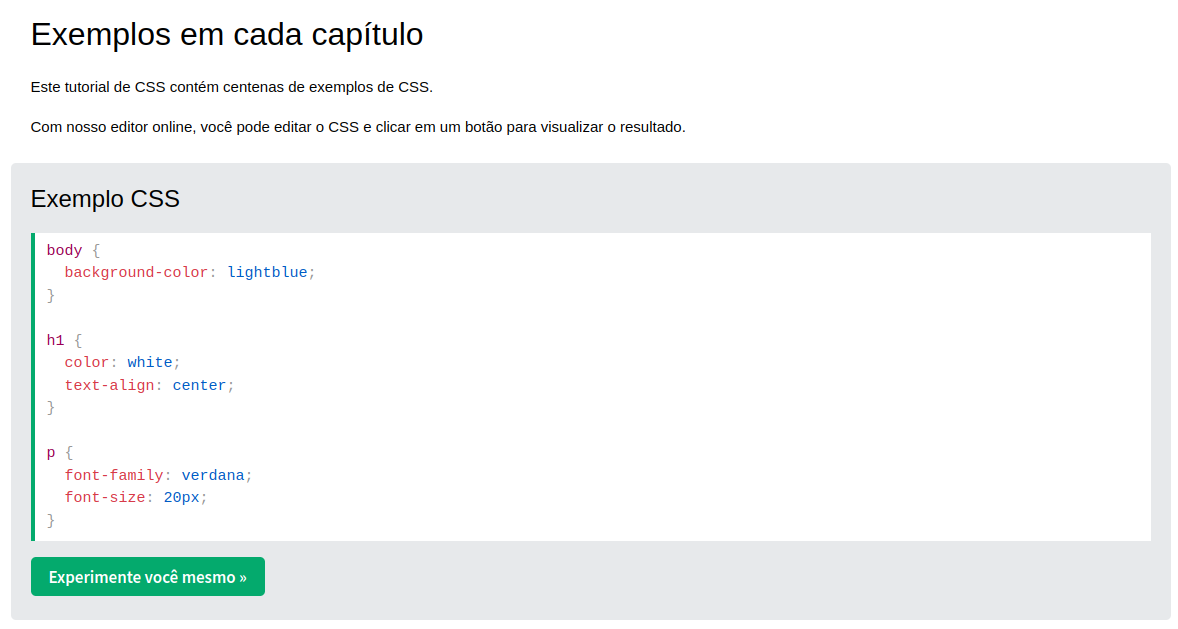 Exemplos em cada capítulo
Este tutorial de CSS contém centenas de exemplos de CSS.
Com nosso editor online, você pode editar o CSS e clicar em um botão para visualizar o resultado.
Exemplo CSS
body {
  background-color: lightblue;
}
h1 {
  color: white;
  text-align: center;
}
p {
  font-family: verdana;
  font-size: 20px;
}
Experimente você mesmo »